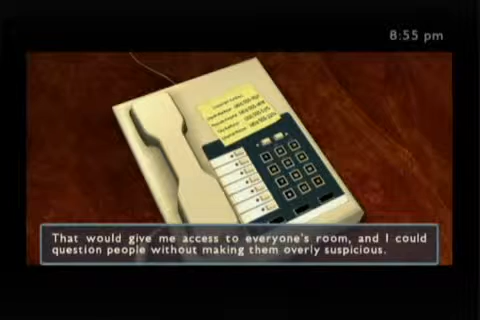 8:55 pm
That would give me access to everyone's room, and I could
question people without making them overly suspicious.